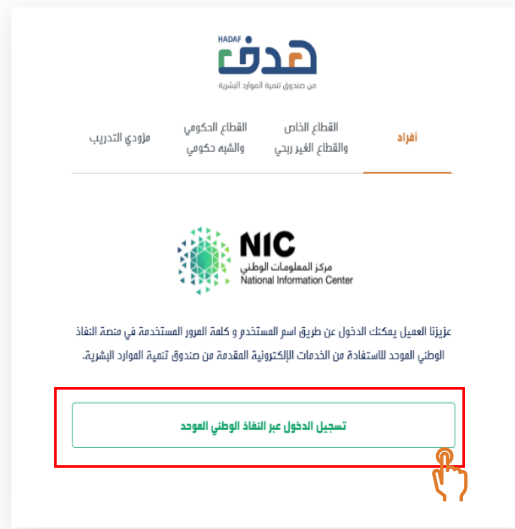 HADAF
هدف
من صندوق تنمية الموارد البشرية
أفراد
القطاع الخاص
والقطاع الغير ربحي
القطاع الحكومي
والشبه حكومي
مزودي التدريب
NIC
مركز المعلومات الوطني
National Information Center
عزيزنا العميل يمكنك الدخول عن طريق اسم المستخدم و كلمة المرور المستخدمة في منصة النفاذ
الوطني الموحد للاستفادة من الخدمات الإلكترونية المقدمة من صندوق تنمية الموارد البشرية.
تسجيل الدخول عبر النفاذ الوطني الموحد